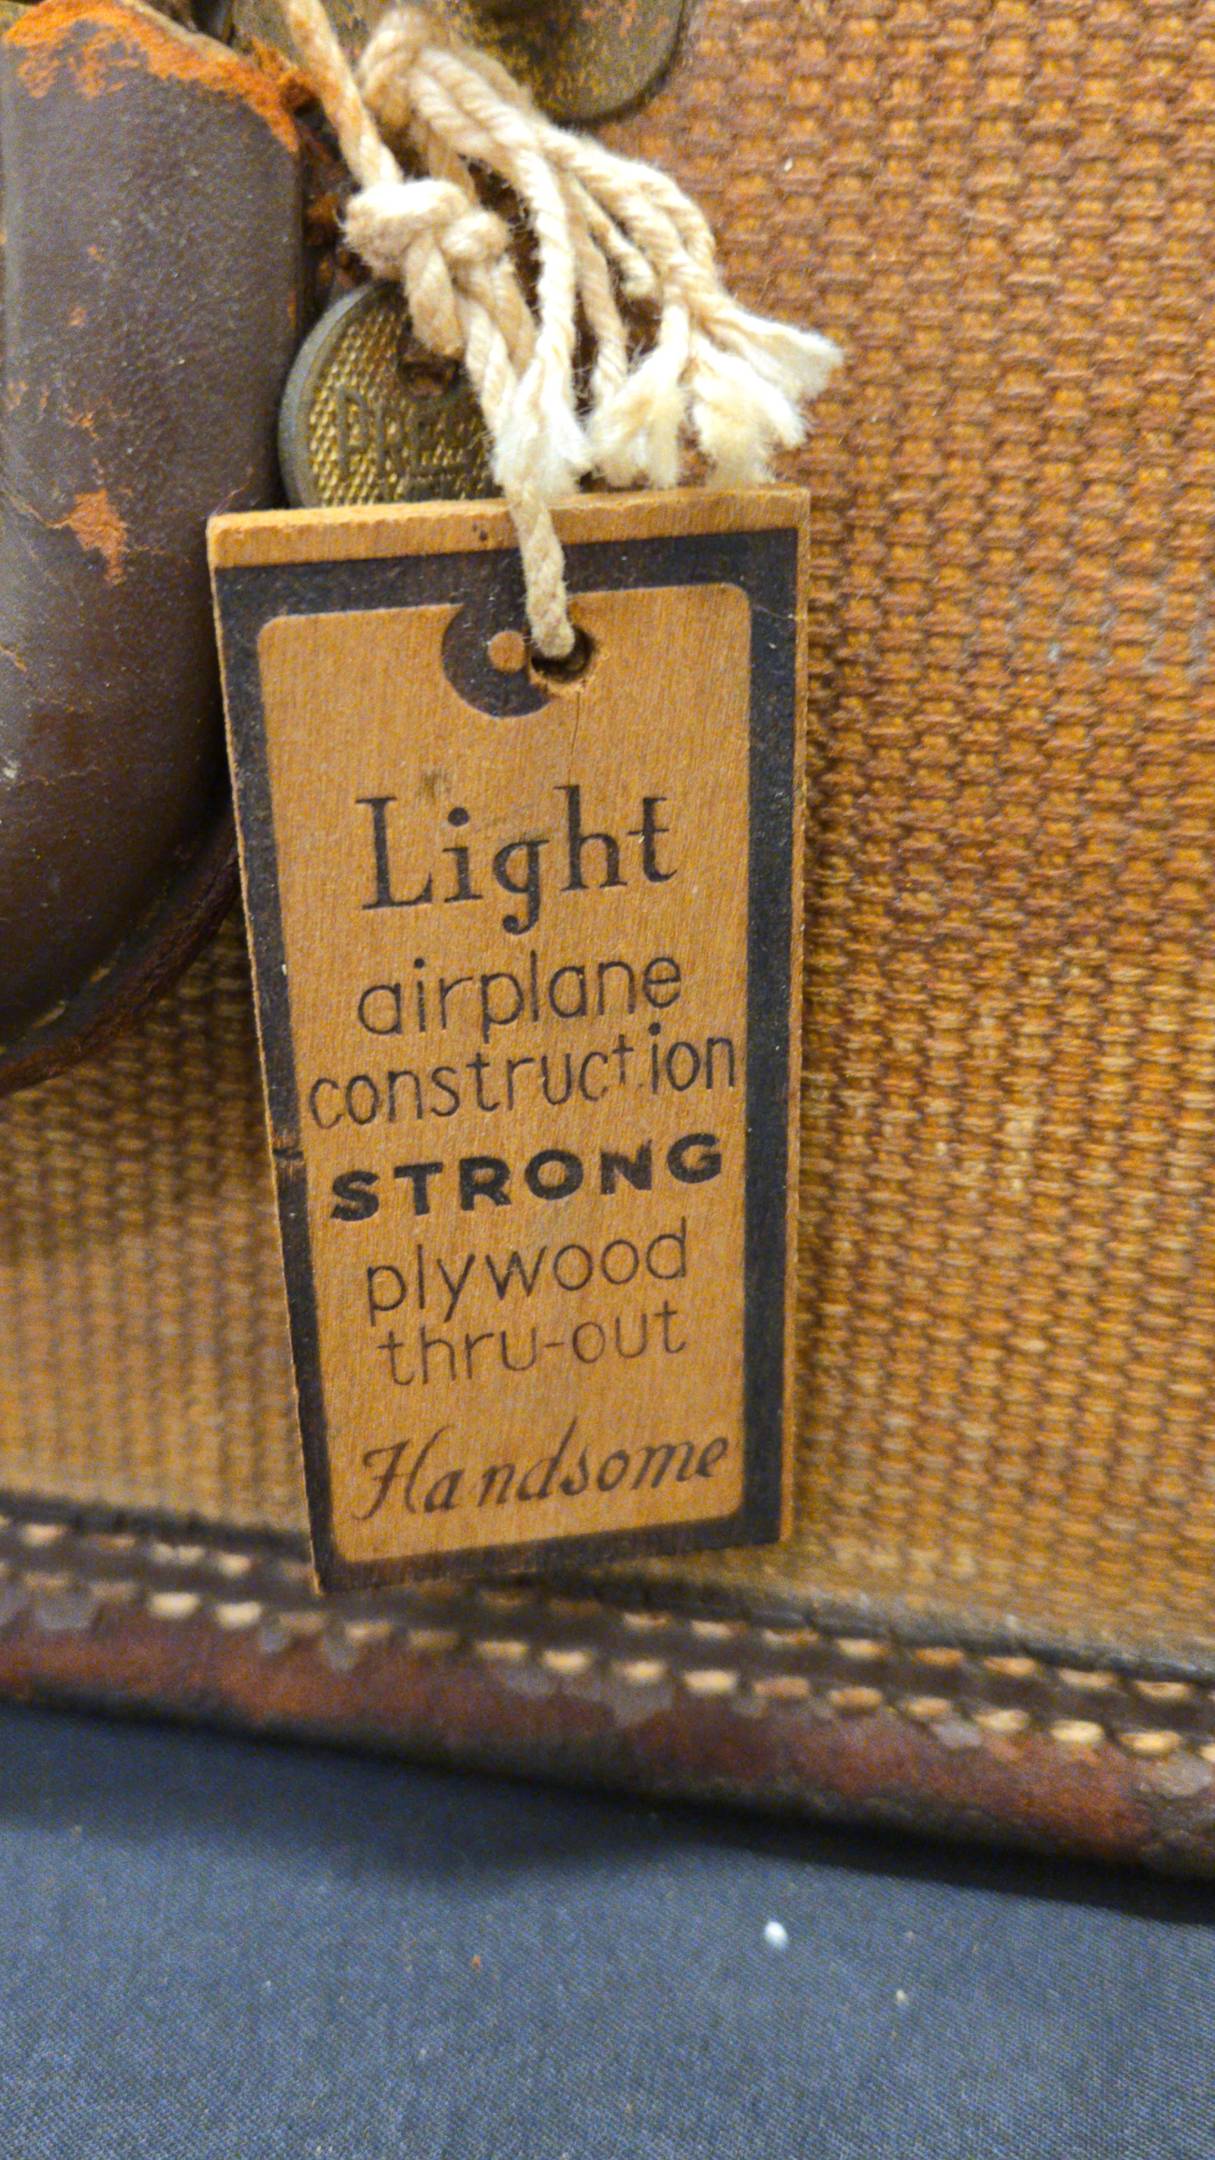 Light
airplane
construction
STRONG
plywood
thru-out
Handsome